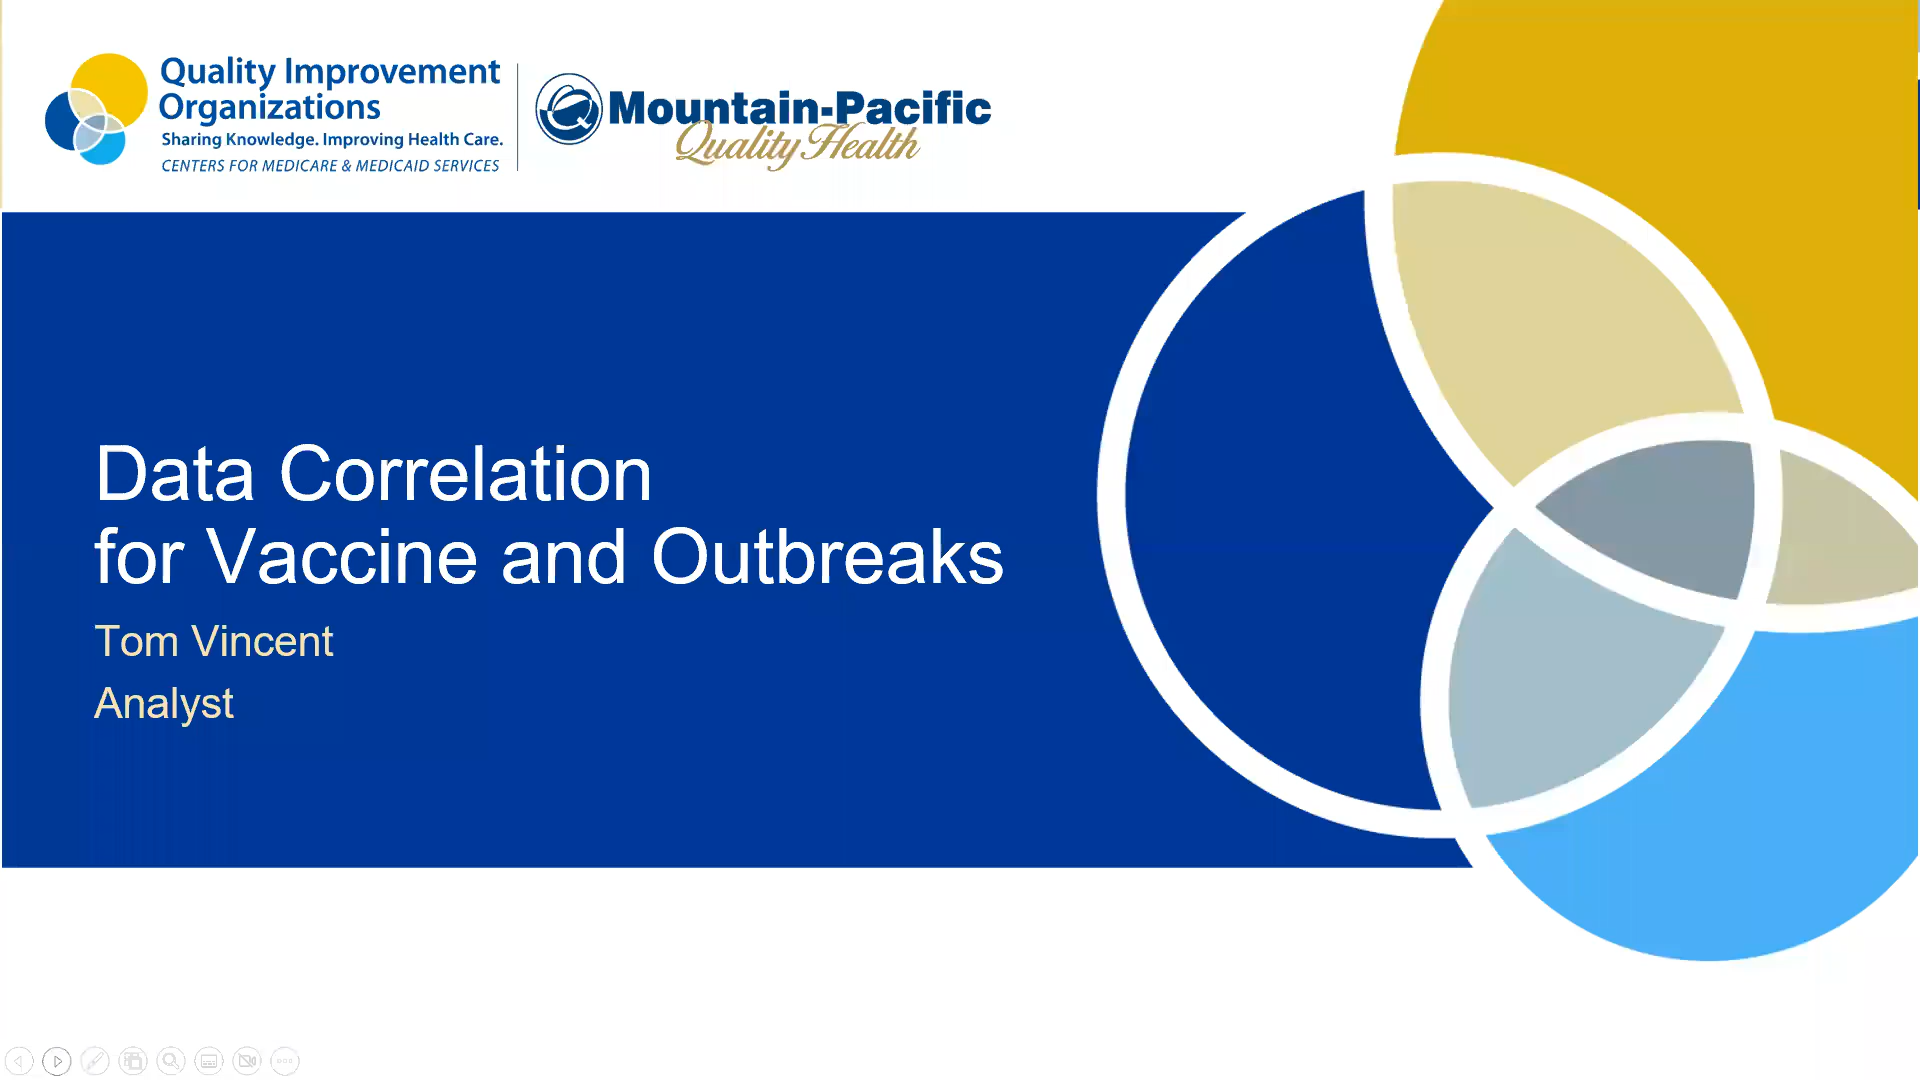 Quality Improvement
Organizations
Sharing Knowledge. Improving Health Care.
CENTERS FOR MEDICARE & MEDICAID SERVICES
Mountain-Pacific
Quality Health
Data Correlation
for Vaccine and Outbreaks
Tom Vincent
Analyst